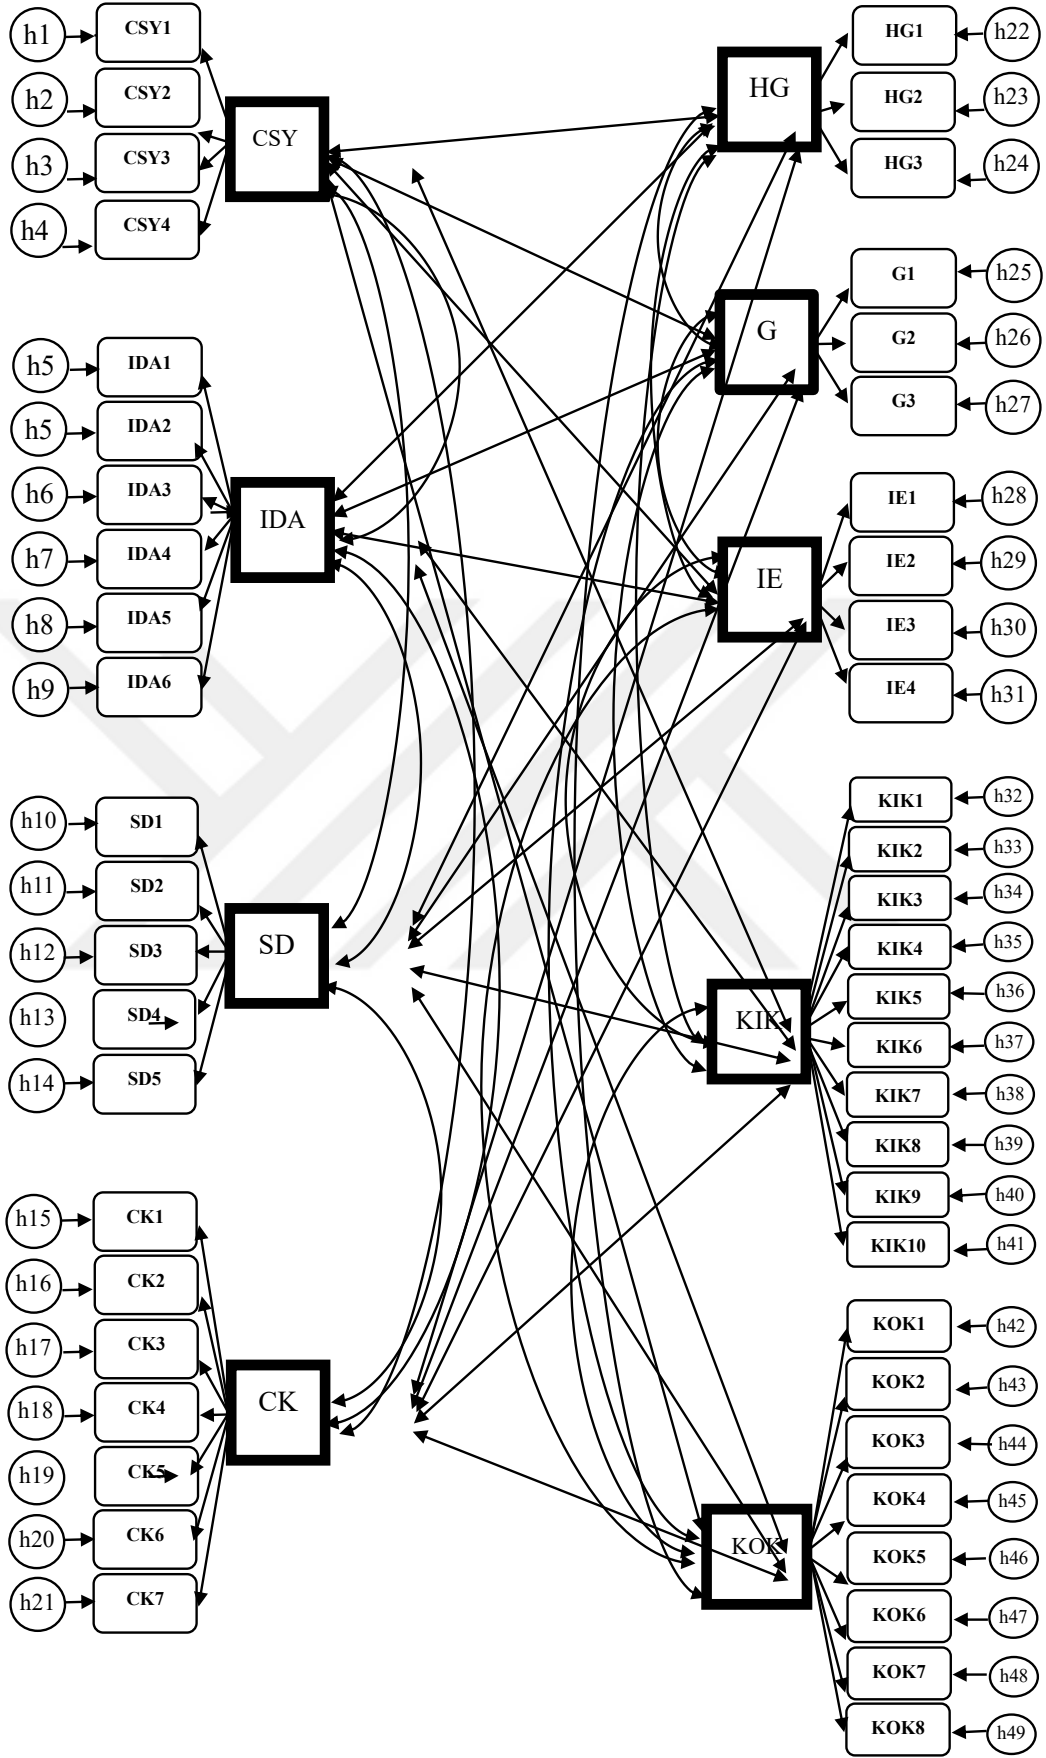 h1 CSY1
h2 CSY2
h3 CSY3
h4 CSY4
CSY
h5 IDA1
h5 IDA2
h6 IDA3
h7 IDA4
h8 IDA5
h9 IDA6
IDA
h10 SD1
h11 SD2
h12 SD3
h13 SD4
h14 SD5
SD
h15 CK1
h16 CK2
h17 CK3
h18 CK4
h19 CK5
h20 CK6
h21 CK7
CK
HG
HG1 h22
HG2 h23
HG3 h24
G
G1 h25
G2 h26
G3 h27
IE
IE1 h28
IE2 h29
IE3 h30
IE4 h31
KIK
KIK1 h32
KIK2 h33
KIK3 h34
KIK4 h35
KIK5 h36
KIK6 h37
KIK7 h38
KIK8 h39
KIK9 h40
KIK10 h41
KOK
KOK1 h42
KOK2 h43
KOK3 h44
KOK4 h45
KOK5 h46
KOK6 h47
KOK7 h48
KOK8 h49